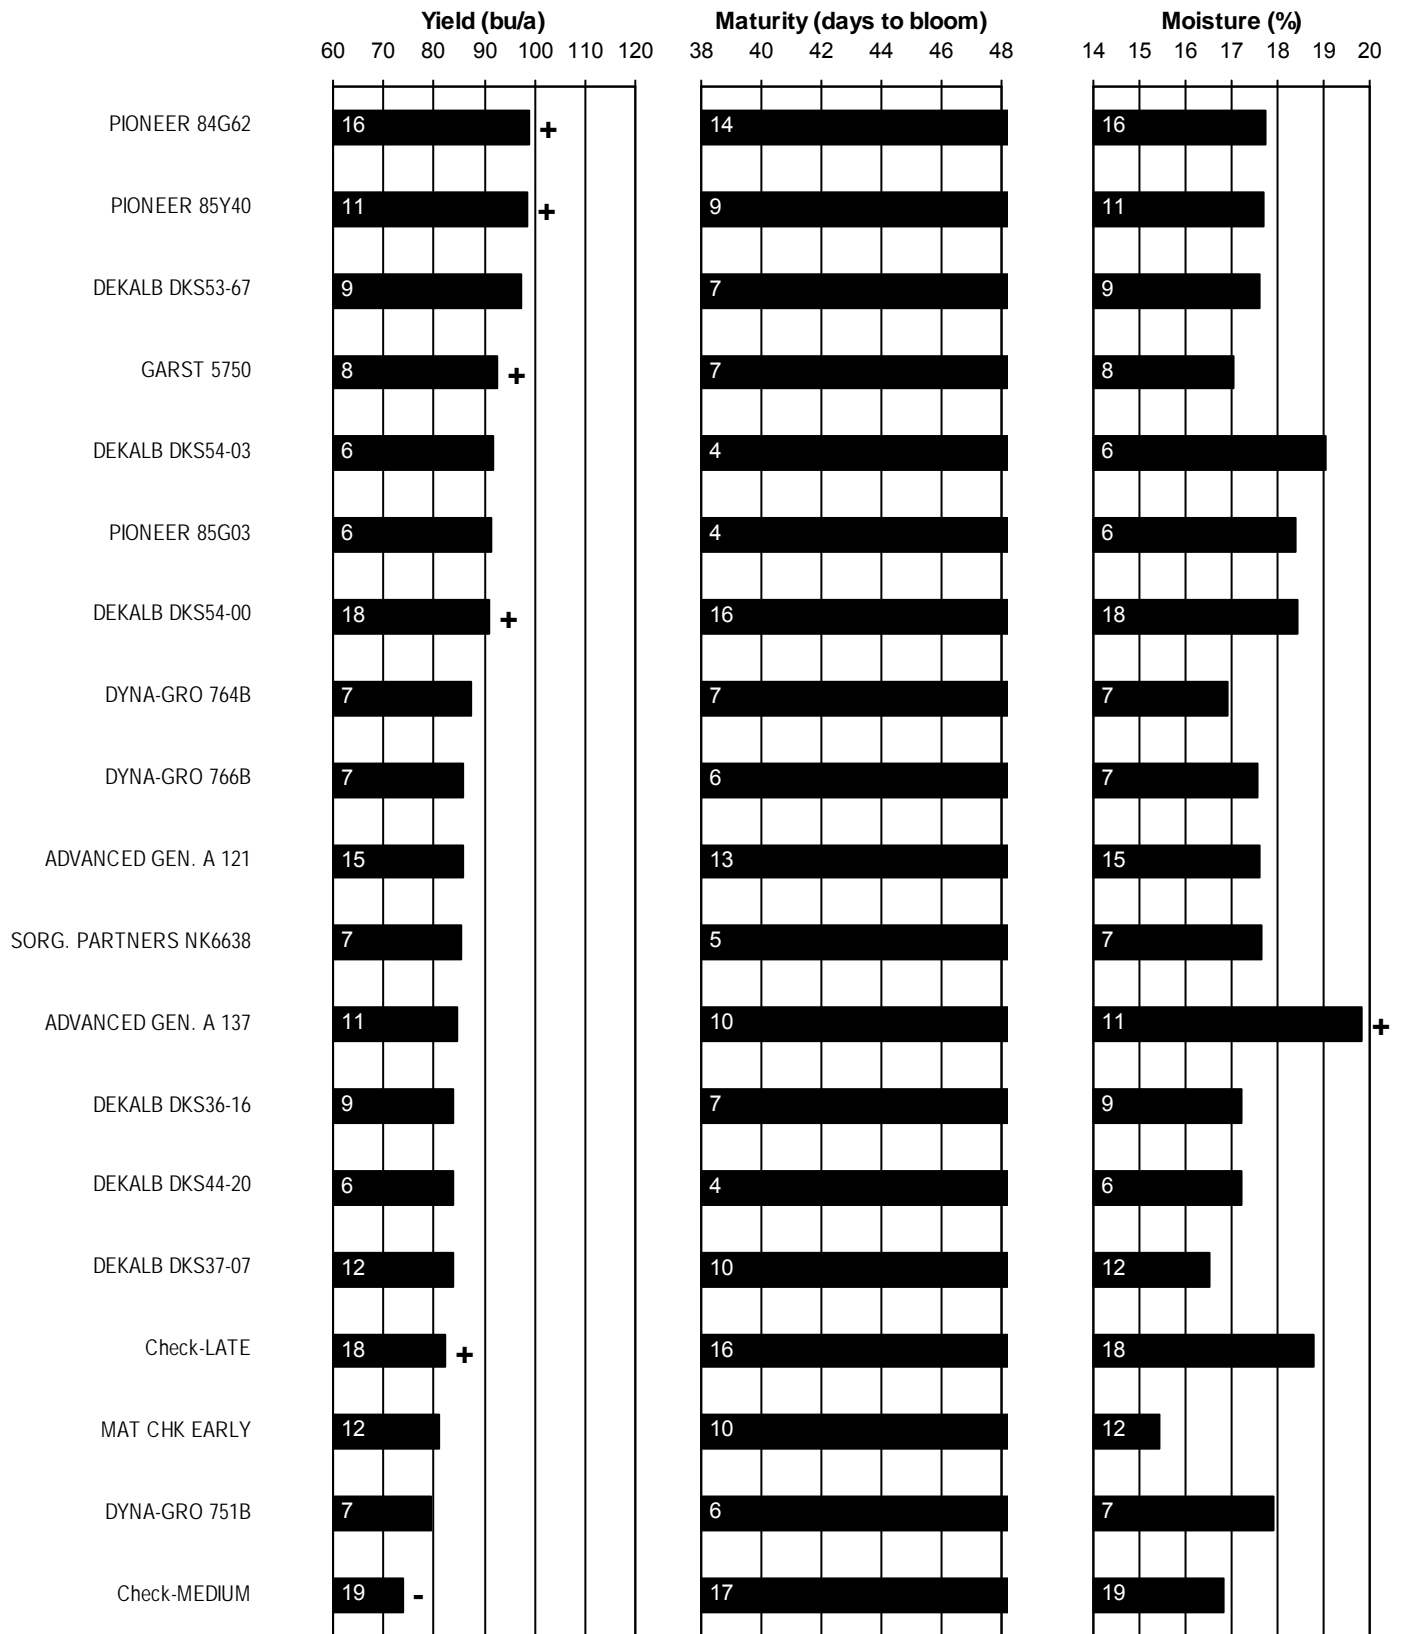 Yield (bu/a) Maturity (days to bloom) Moisture (%)
60 70 80 90 100 110 120 38 40 42 44 46 48 14 15 16 17 18 19 20
PIONEER 84G62 16 + 14 16
PIONEER 85Y40 11 + 9 11
DEKALB DKS53-67 9 7 9
GARST 5750 8 + 7 8
DEKALB DKS54-03 6 4 6
PIONEER 85G03 6 4 6
DEKALB DKS54-00 18 + 16 18
DYNA-GRO 764B 7 7 7
DYNA-GRO 766B 7 6 7
ADVANCED GEN. A 121 15 13 15
SORG. PARTNERS NK6638 7 5 7
ADVANCED GEN. A 137 11 10 11 +
DEKALB DKS36-16 9 7 9
DEKALB DKS44-20 6 4 6
DEKALB DKS37-07 12 10 12
Check-LATE 18 + 16 18
MAT CHK EARLY 12 10 12
DYNA-GRO 751B 7 6 7
Check-MEDIUM 19 - 17 19